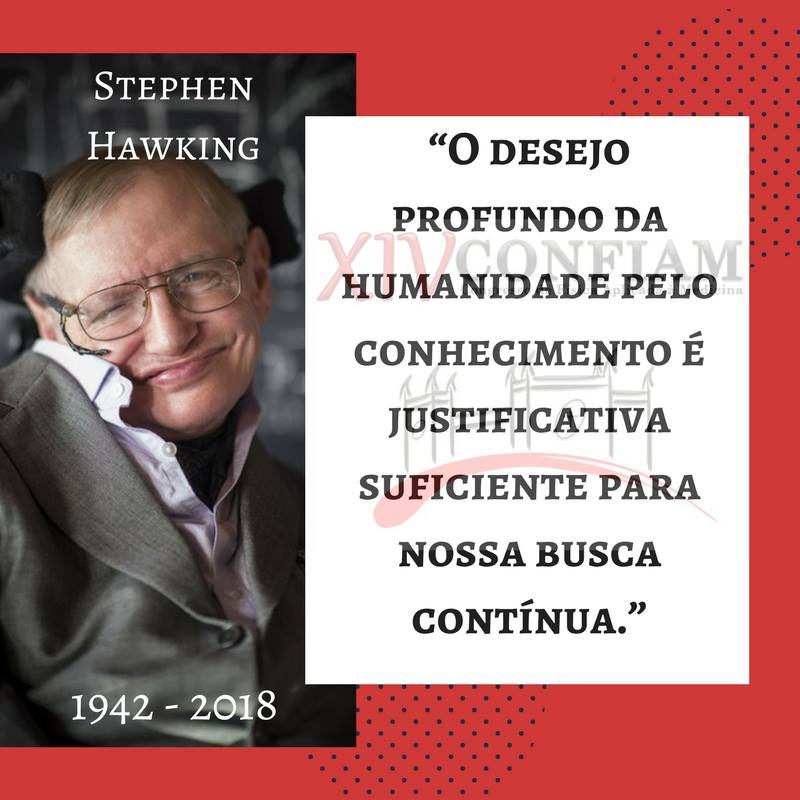 Stephen
Hawking
“O desejo
profundo da
humanidade pelo
conhecimento é
justificativa
suficiente para
nossa busca
contínua.”
XIV CONFIAM
1942 - 2018